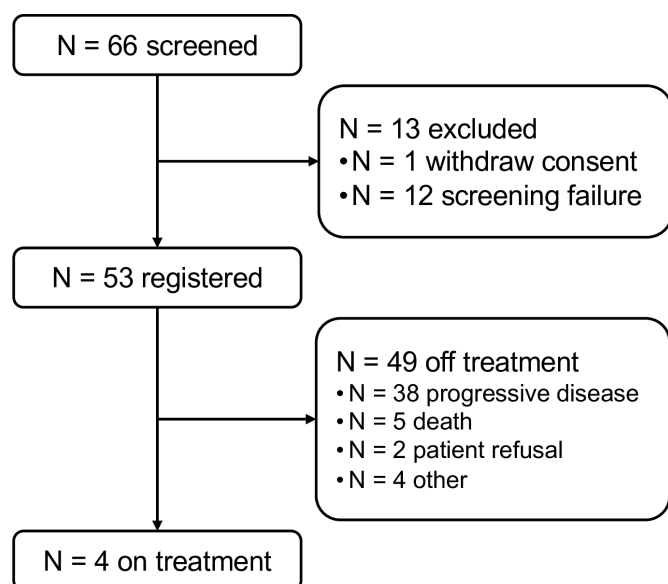 N = 66 screened
N = 13 excluded
•N = 1 withdraw consent
•N = 12 screening failure
N = 53 registered
N = 49 off treatment
•N = 38 progressive disease
•N = 5 death
•N = 2 patient refusal
•N = 4 other
N = 4 on treatment